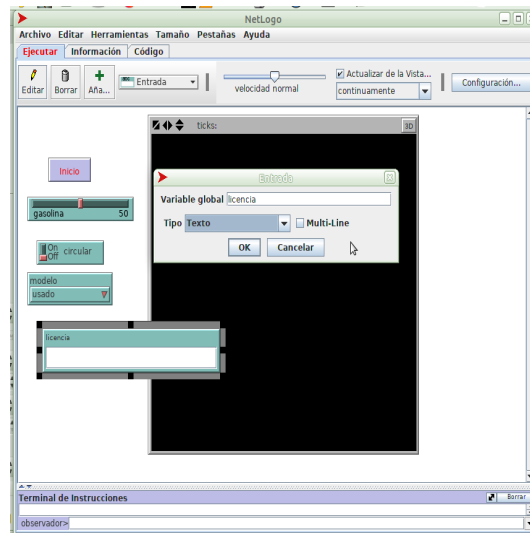 NetLogo
Archivo Editar Herramientas Tamaño Pestañas Ayuda
Ejecutar Información Código
Editar Borrar Aña... Entrada velocidad normal Actualizar de la Vista... continuamente Configuración...
ticks: 3D
Inicio
gasolina 50
On Off circular
modelo
usado
licencia
Entrada
Variable global licencia
Tipo Texto Multi-Line
OK Cancelar
Terminal de Instrucciones Borrar
observador>